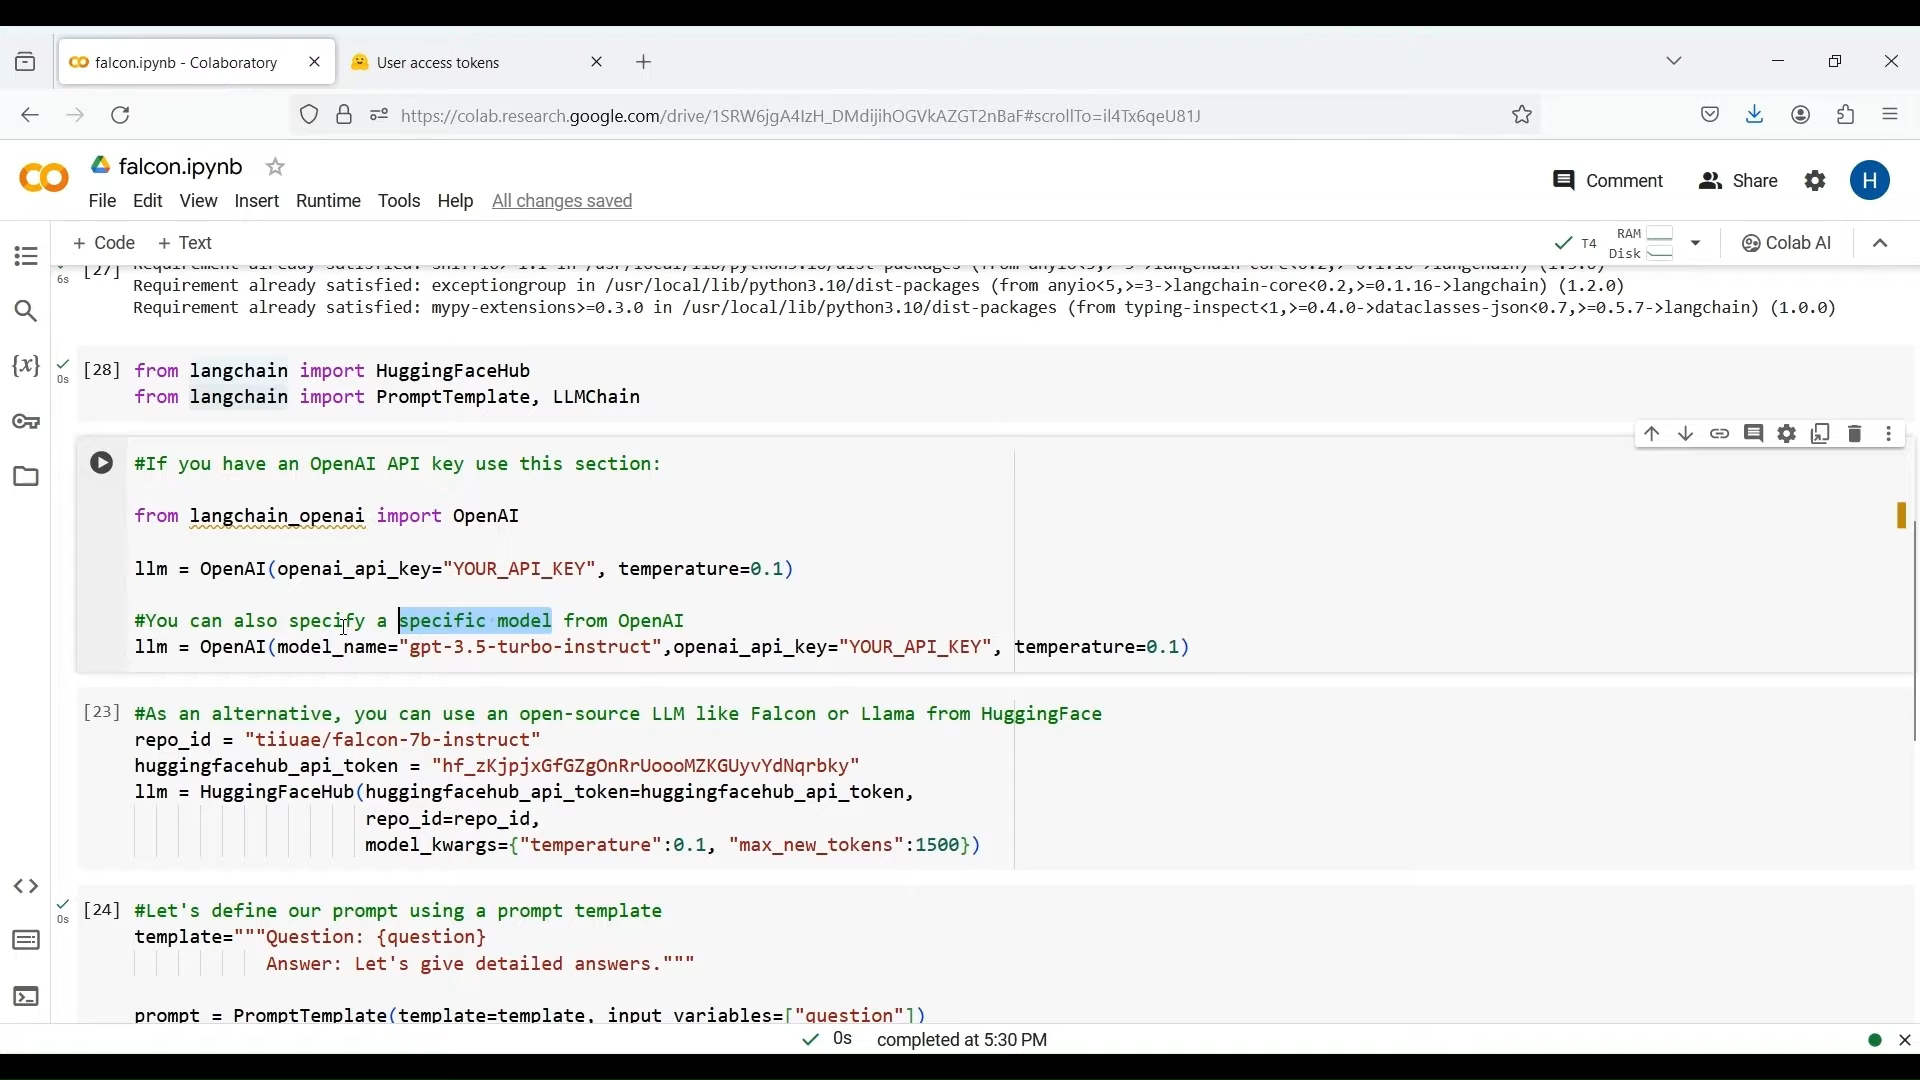 falcon.ipynb - Colaboratory
User access tokens
https://colab.research.google.com/drive/1SRW6jgA4IzH_DMdijihOGVkAZGT2nBaF#scrollTo=il4Tx6qeU81J
falcon.ipynb
Comment
Share
H
File Edit View Insert Runtime Tools Help All changes saved
+ Code + Text
T4
RAM
Disk
Colab AI
[27]
6s
Requirement already satisfied: exceptiongroup in /usr/local/lib/python3.10/dist-packages (from anyio<5,>=3->langchain-core<0.2,>=0.1.16->langchain) (1.2.0)
Requirement already satisfied: mypy-extensions>=0.3.0 in /usr/local/lib/python3.10/dist-packages (from typing-inspect<1,>=0.4.0->dataclasses-json<0.7,>=0.5.7->langchain) (1.0.0)
0s [28] from langchain import HuggingFaceHub
from langchain import PromptTemplate, LLMChain
#If you have an OpenAI API key use this section:
from langchain_openai import OpenAI
llm = OpenAI(openai_api_key="YOUR_API_KEY", temperature=0.1)
#You can also specify a specific model from OpenAI
llm = OpenAI(model_name="gpt-3.5-turbo-instruct",openai_api_key="YOUR_API_KEY", temperature=0.1)
[23] #As an alternative, you can use an open-source LLM like Falcon or Llama from HuggingFace
repo_id = "tiiuae/falcon-7b-instruct"
huggingfacehub_api_token = "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"
llm = HuggingFaceHub(huggingfacehub_api_token=huggingfacehub_api_token,
repo_id=repo_id,
model_kwargs={"temperature":0.1, "max_new_tokens":1500})
0s [24] #Let's define our prompt using a prompt template
template="""Question: {question}
Answer: Let's give detailed answers."""
prompt = PromptTemplate(template=template, input_variables=["question"])
0s completed at 5:30 PM